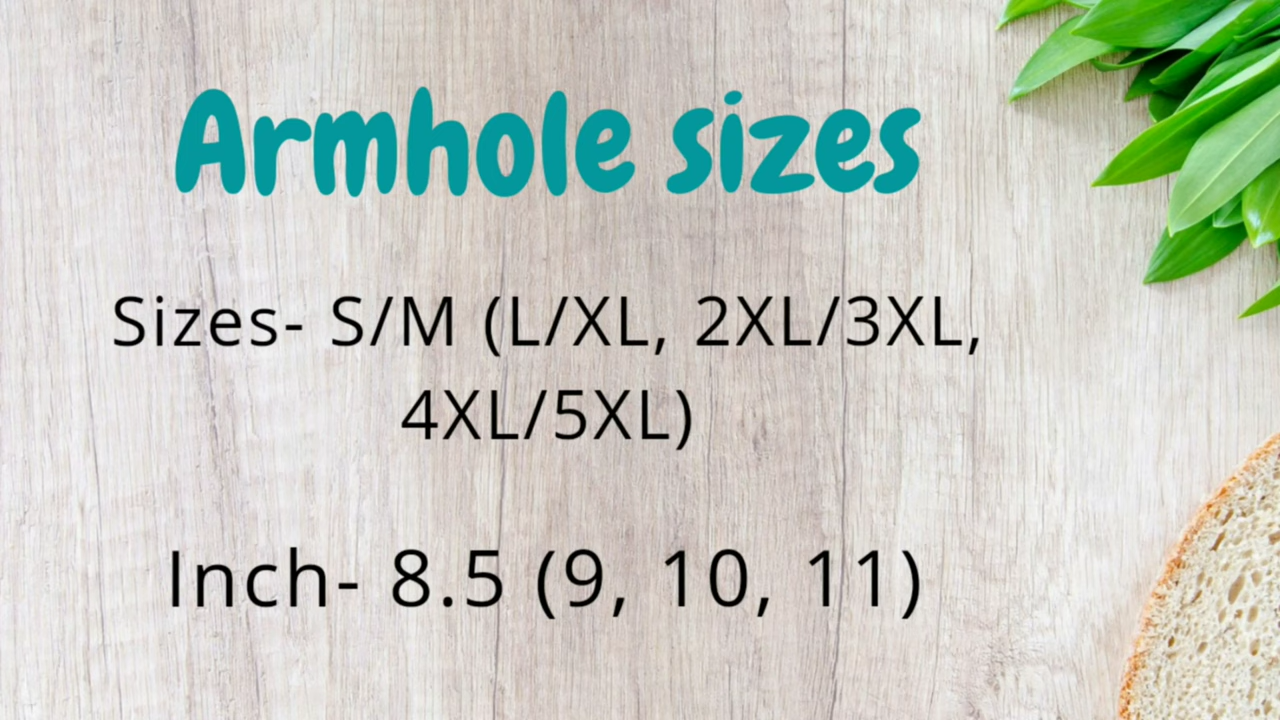 Armhole sizes
Sizes- S/M (L/XL, 2XL/3XL,
4XL/5XL)
Inch- 8.5 (9, 10, 11)